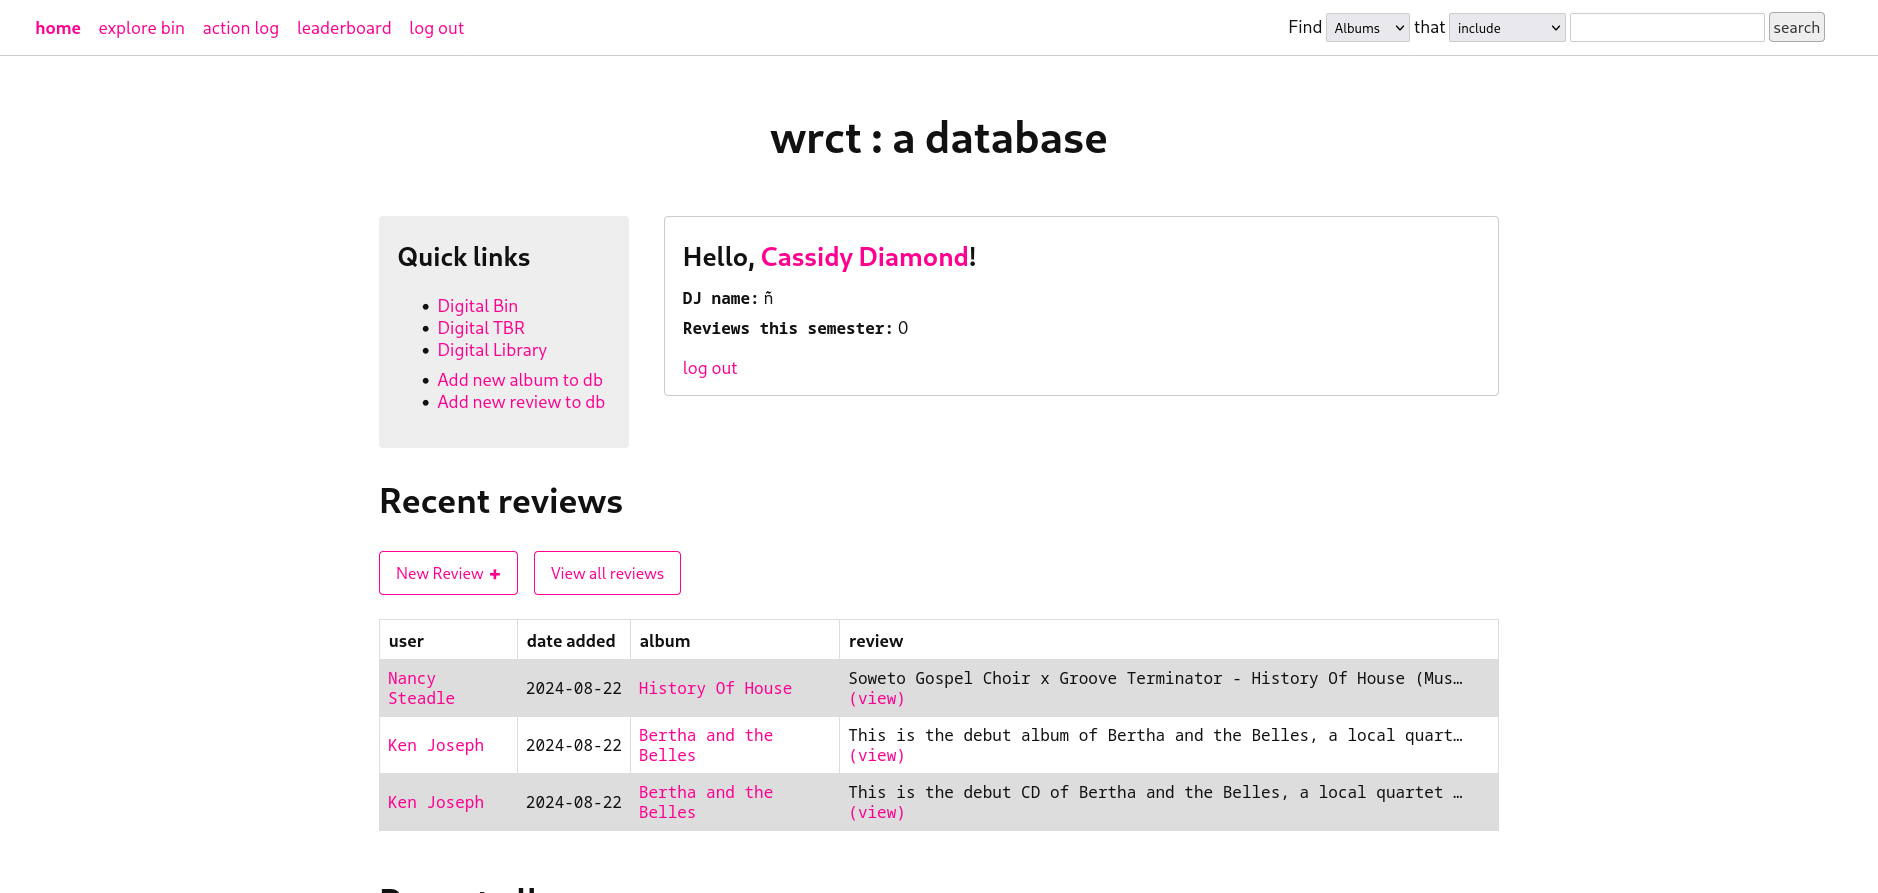 home explore bin action log leaderboard log out Find Albums that include search
wrct : a database
Quick links
Digital Bin
Digital TBR
Digital Library
Add new album to db
Add new review to db
Hello, Cassidy Diamond!
DJ name: ñ
Reviews this semester: 0
log out
Recent reviews
New Review + View all reviews
user date added album review
Nancy Steadle 2024-08-22 History Of House Soweto Gospel Choir x Groove Terminator - History Of House (Mus…
(view)
Ken Joseph 2024-08-22 Bertha and the Belles This is the debut album of Bertha and the Belles, a local quart…
(view)
Ken Joseph 2024-08-22 Bertha and the Belles This is the debut CD of Bertha and the Belles, a local quartet …
(view)